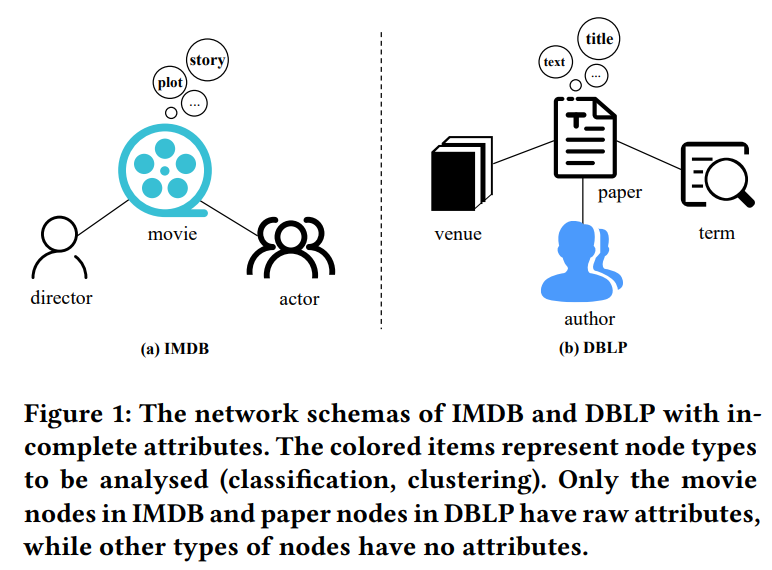 story
plot
...
movie
director
actor
(a) IMDB
title
text
...
T
paper
venue
term
author
(b) DBLP
Figure 1: The network schemas of IMDB and DBLP with in-
complete attributes. The colored items represent node types
to be analysed (classification, clustering). Only the movie
nodes in IMDB and paper nodes in DBLP have raw attributes,
while other types of nodes have no attributes.